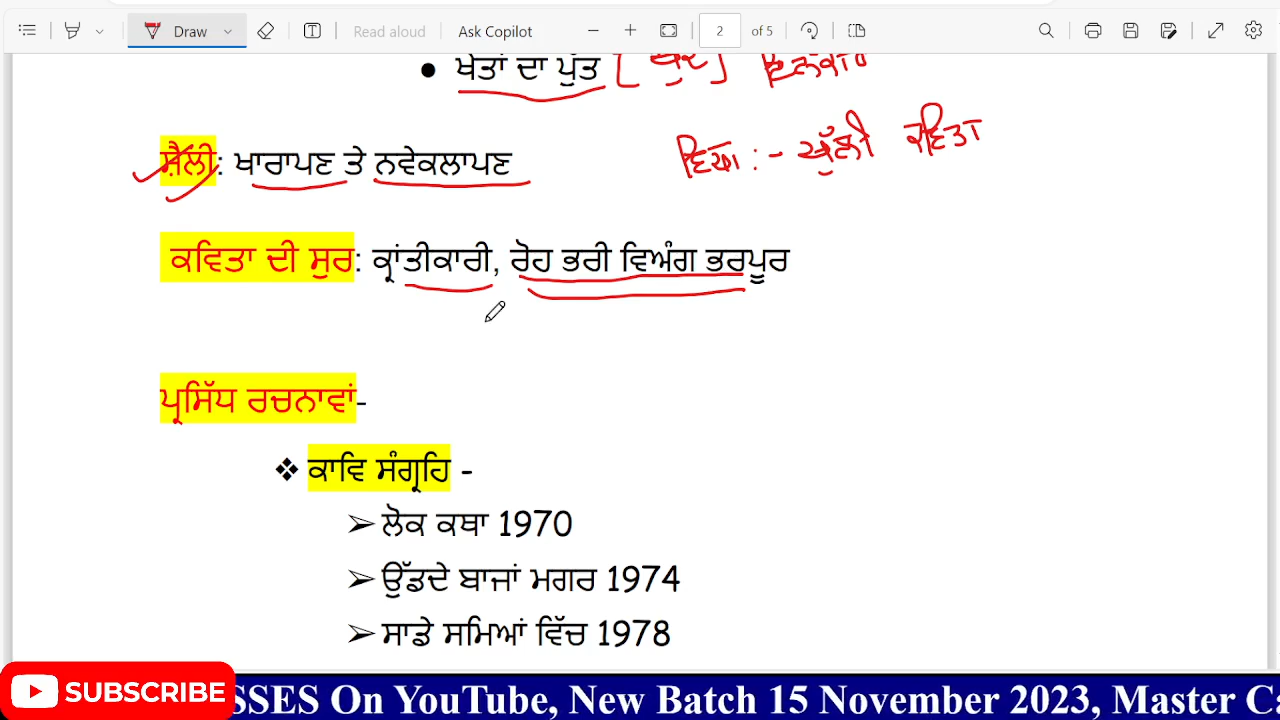 Draw
Read aloud
Ask Copilot
2 of 5
• ਖੇਤਾਂ ਦਾ ਪੁੱਤ
ਵਿਧਾ :- ਖੁੱਲੀ ਕਵਿਤਾ
ਸ਼ੈਲੀ: ਖਾਰਾਪਣ ਤੇ ਨਵੇਕਲਾਪਣ
ਕਵਿਤਾ ਦੀ ਸੁਰ: ਕ੍ਰਾਂਤੀਕਾਰੀ, ਰੋਹ ਭਰੀ ਵਿਅੰਗ ਭਰਪੂਰ
ਪ੍ਰਸਿੱਧ ਰਚਨਾਵਾਂ-
❖ ਕਾਵਿ ਸੰਗ੍ਰਹਿ -
➢ ਲੋਕ ਕਥਾ 1970
➢ ਉੱਡਦੇ ਬਾਜਾਂ ਮਗਰ 1974
➢ ਸਾਡੇ ਸਮਿਆਂ ਵਿੱਚ 1978
SUBSCRIBE
SSES On YouTube, New Batch 15 November 2023, Master Ca